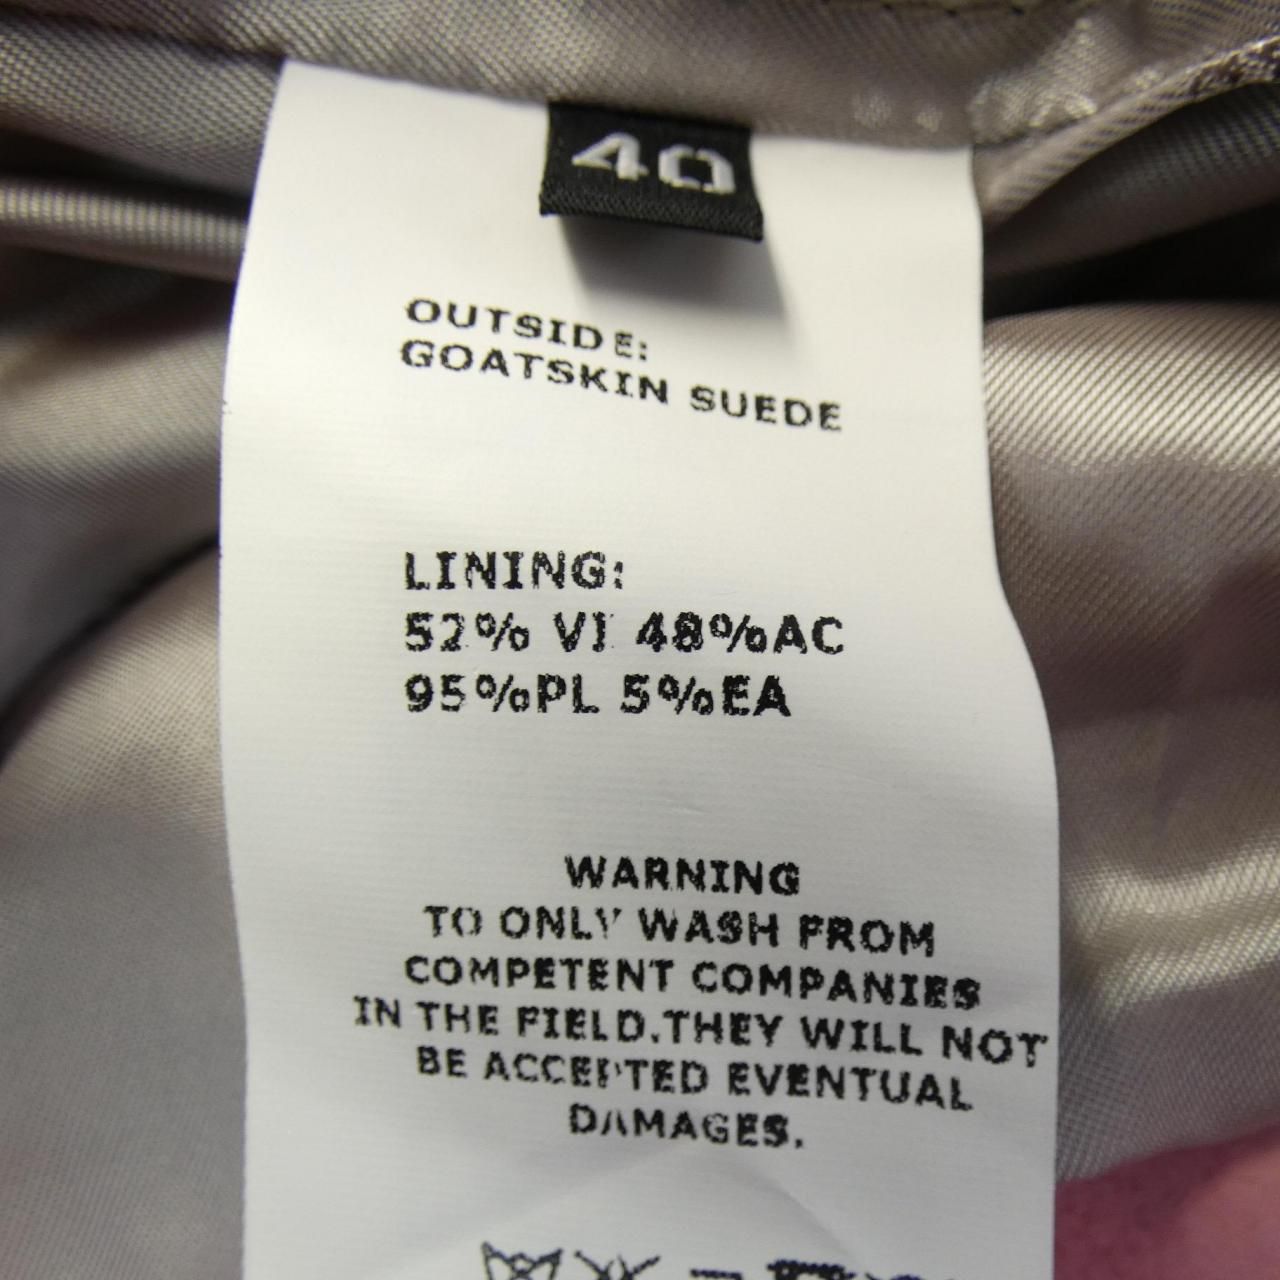 40
OUTSIDE:
GOATSKIN SUEDE
LINING:
52% VI 48%AC
95%PL 5%EA
WARNING
TO ONLY WASH FROM
COMPETENT COMPANIES
IN THE FIELD.THEY WILL NOT
BE ACCEPTED EVENTUAL
DAMAGES.